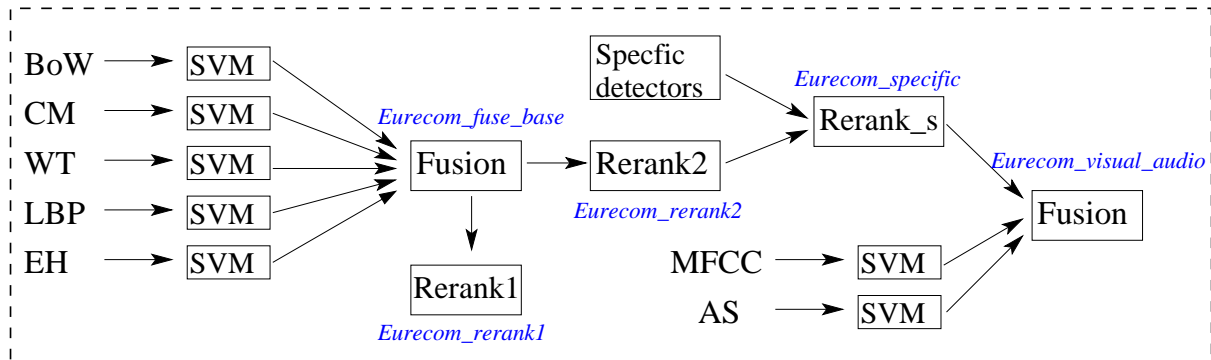 BoW
SVM
CM
SVM
WT
SVM
LBP
SVM
EH
SVM
Eurecom_fuse_base
Fusion
Rerank1
Eurecom_rerank1
Specfic
detectors
Rerank2
Eurecom_rerank2
Eurecom_specific
Rerank_s
MFCC
SVM
AS
SVM
Eurecom_visual_audio
Fusion